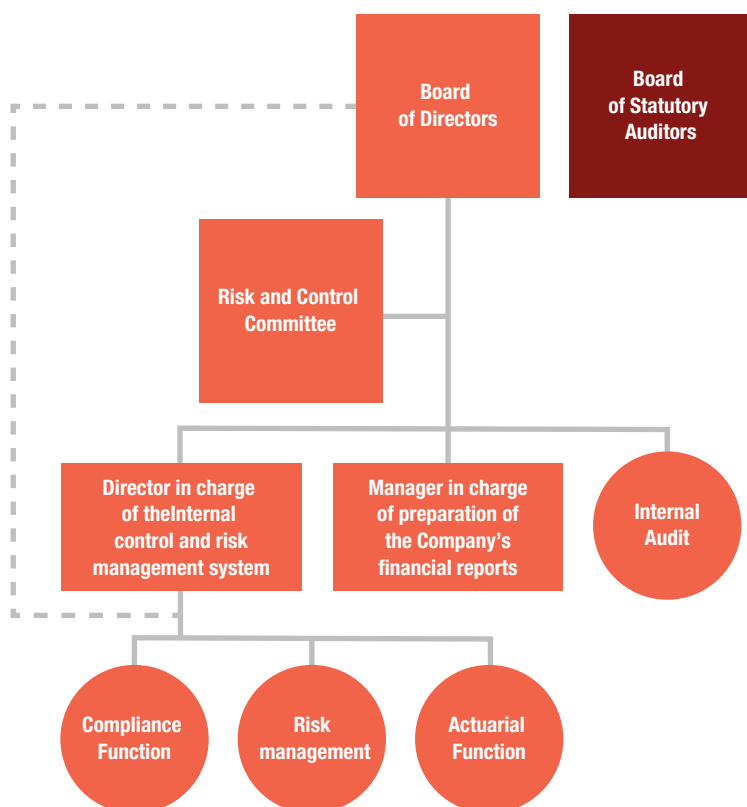 Board
of Directors
Board
of Statutory
Auditors
Risk and Control
Committee
Director in charge
of theInternal
control and risk
management system
Manager in charge
of preparation of
the Company's
financial reports
Internal
Audit
Compliance
Function
Risk
management
Actuarial
Function